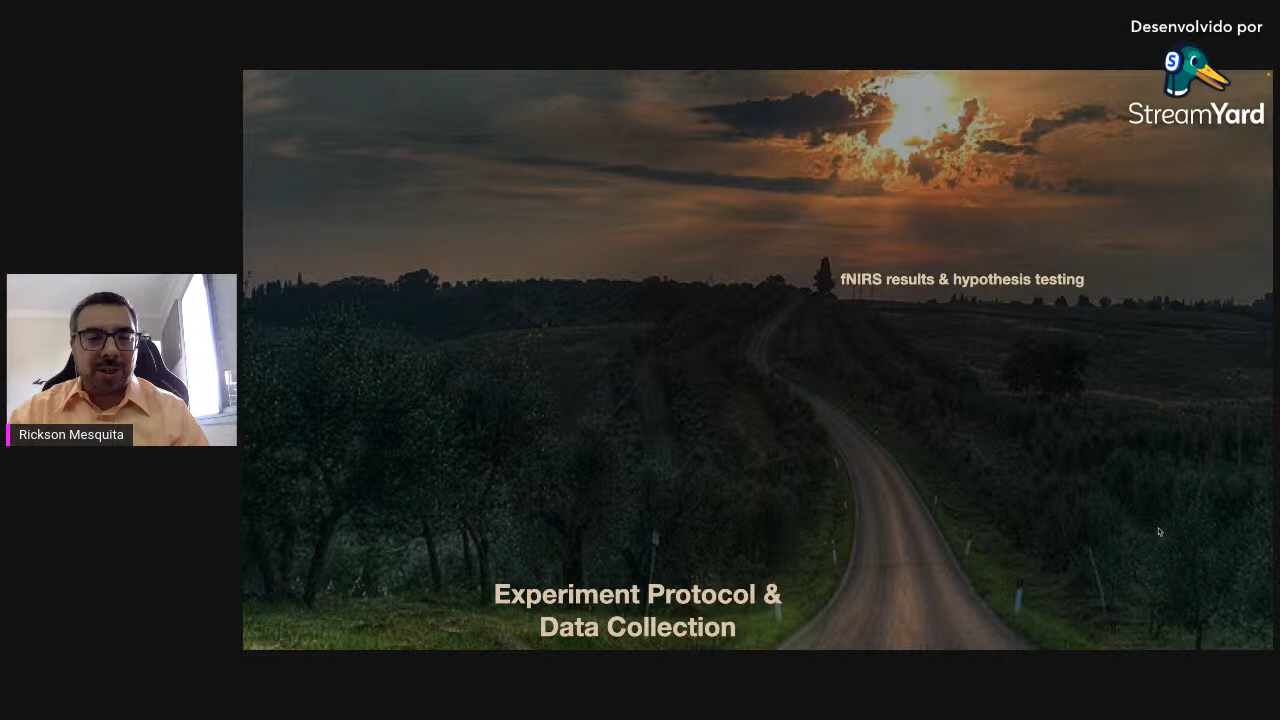 Desenvolvido por
S
StreamYard
fNIRS results & hypothesis testing
Rickson Mesquita
Experiment Protocol &
Data Collection